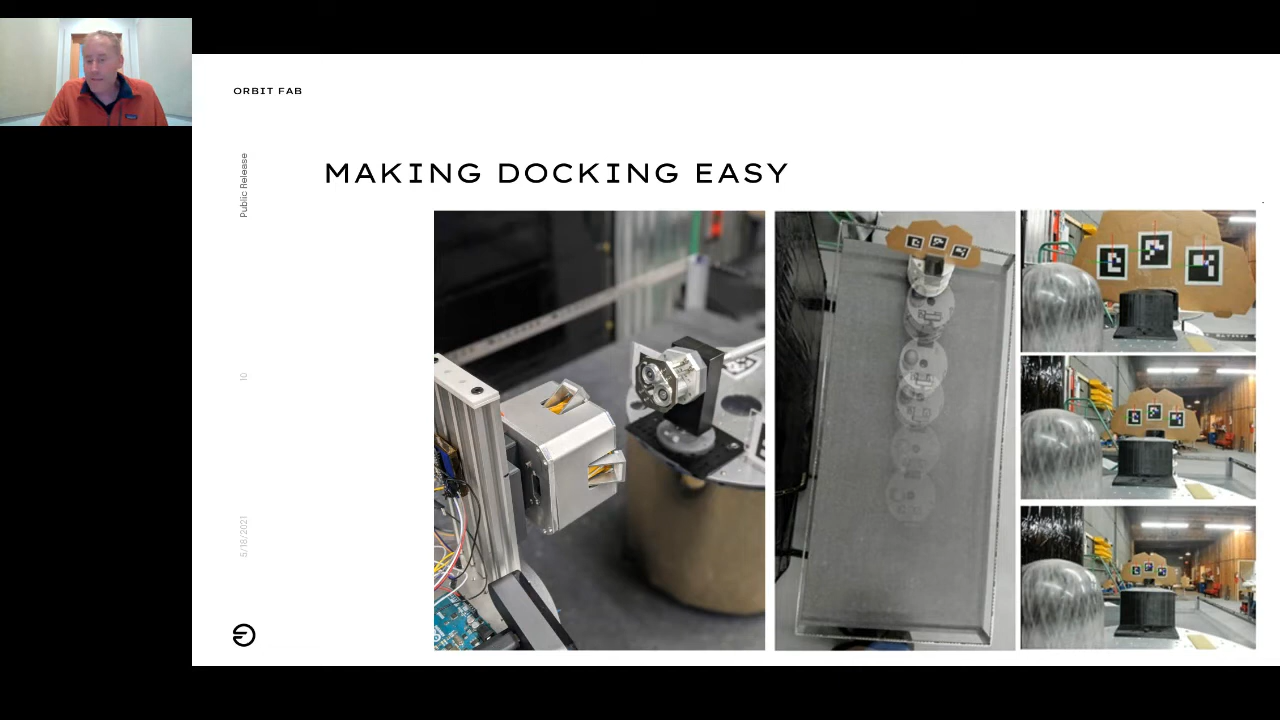 ORBIT FAB
Public Release
MAKING DOCKING EASY
10
5/18/2021